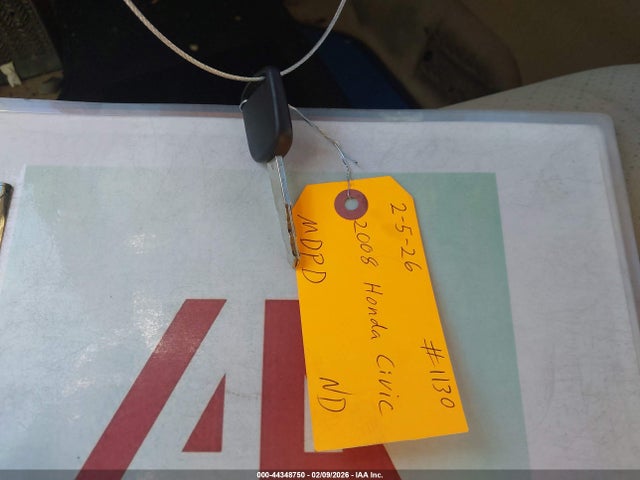 2-5-26 #1130
2008 Honda Civic
MDPD ND
000-44348750 - 02/09/2026 - IAA Inc.